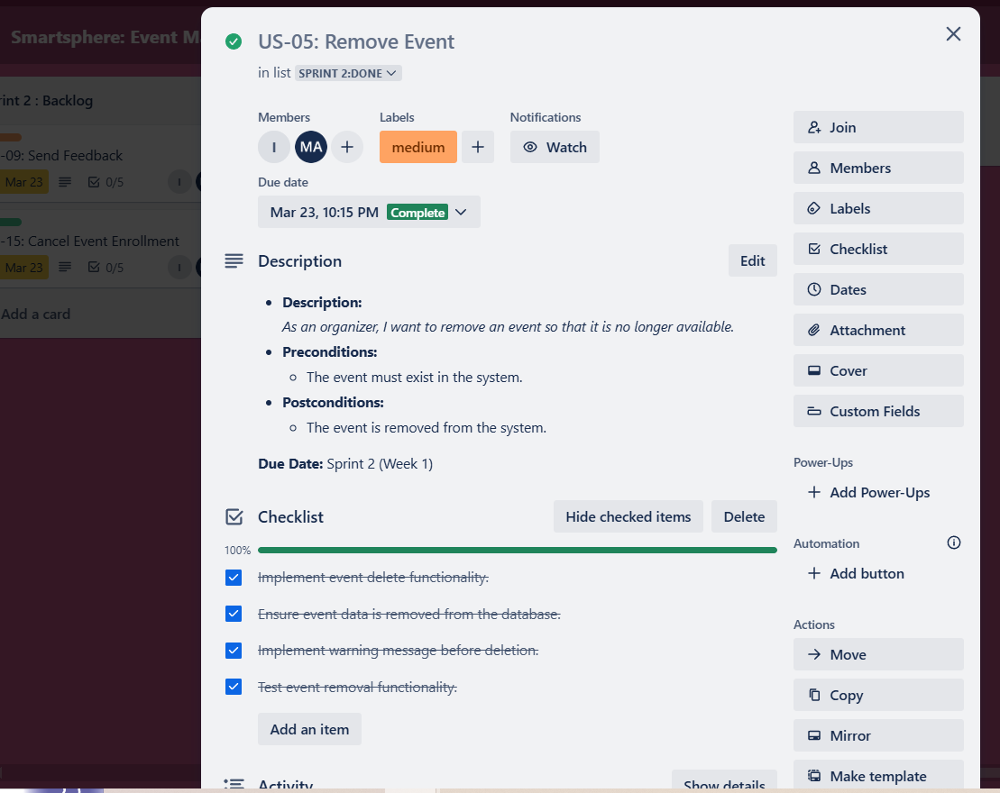 Smartsphere: Event M
rint 2 : Backlog
-09: Send Feedback
Mar 23
0/5
I
-15: Cancel Event Enrollment
Mar 23
0/5
I
Add a card
US-05: Remove Event
in list SPRINT 2:DONE
Members
Labels
Notifications
I
MA
medium
Watch
Due date
Mar 23, 10:15 PM Complete
Description
Edit
Description:
As an organizer, I want to remove an event so that it is no longer available.
Preconditions:
The event must exist in the system.
Postconditions:
The event is removed from the system.
Due Date: Sprint 2 (Week 1)
Checklist
Hide checked items
Delete
100%
Implement event delete functionality.
Ensure event data is removed from the database.
Implement warning message before deletion.
Test event removal functionality.
Add an item
Activity
Show details
Join
Members
Labels
Checklist
Dates
Attachment
Cover
Custom Fields
Power-Ups
Add Power-Ups
Automation
Add button
Actions
Move
Copy
Mirror
Make template